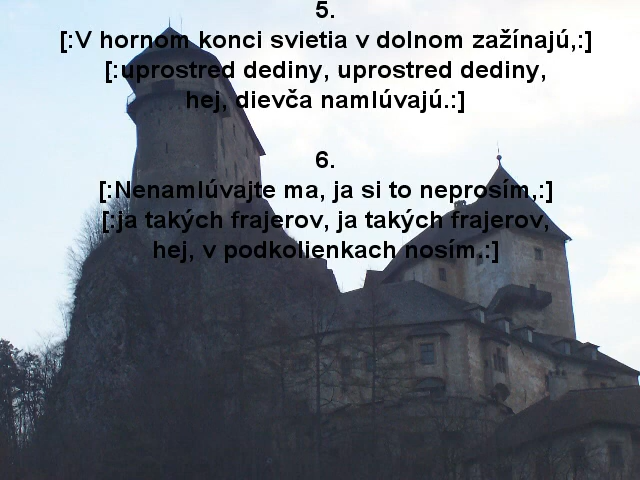 5.
[:V hornom konci svietia v dolnom zažínajú,:]
[:uprostred dediny, uprostred dediny,
hej, dievča namlúvajú.:]
6.
[:Nenamlúvajte ma, ja si to neprosím,:]
[:ja takých frajerov, ja takých frajerov,
hej, v podkolienkach nosím.:]